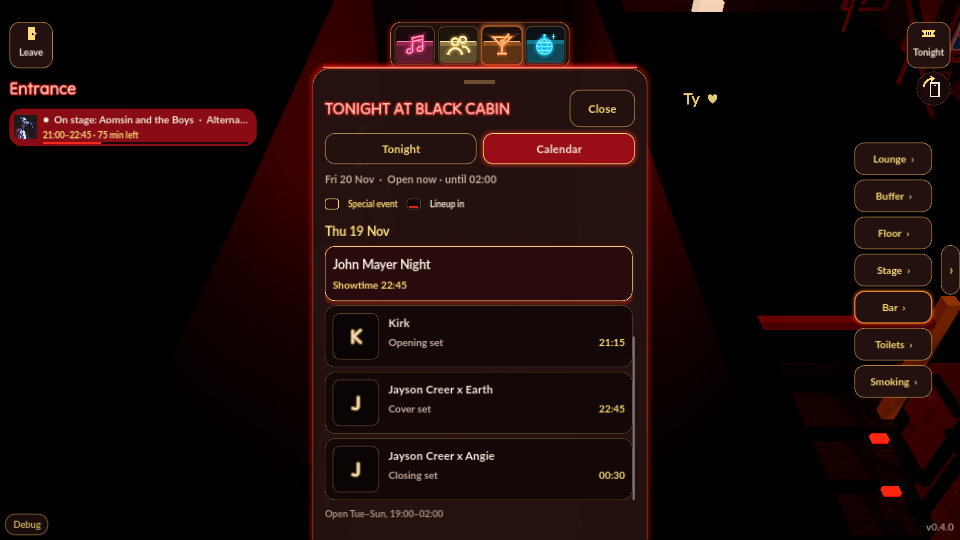 Leave
Tonight
Entrance
On stage: Aomsin and the Boys · Alterna...
21:00–22:45 · 75 min left
TONIGHT AT BLACK CABIN
Close
Tonight
Calendar
Fri 20 Nov · Open now · until 02:00
Special event
Lineup in
Thu 19 Nov
John Mayer Night
Showtime 22:45
K
Kirk
Opening set
21:15
J
Jayson Creer x Earth
Cover set
22:45
J
Jayson Creer x Angie
Closing set
00:30
Open Tue–Sun, 19:00–02:00
Ty ♥
Lounge ›
Buffer ›
Floor ›
Stage ›
Bar ›
Toilets ›
Smoking ›
Debug
v0.4.0